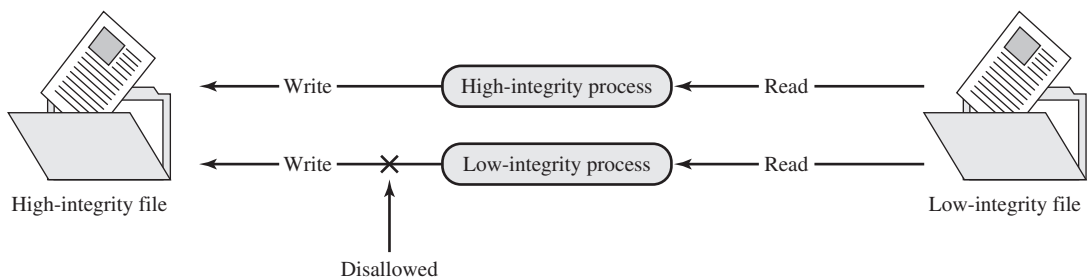 Write
High-integrity process
Read
Write
Low-integrity process
Read
High-integrity file
Low-integrity file
Disallowed